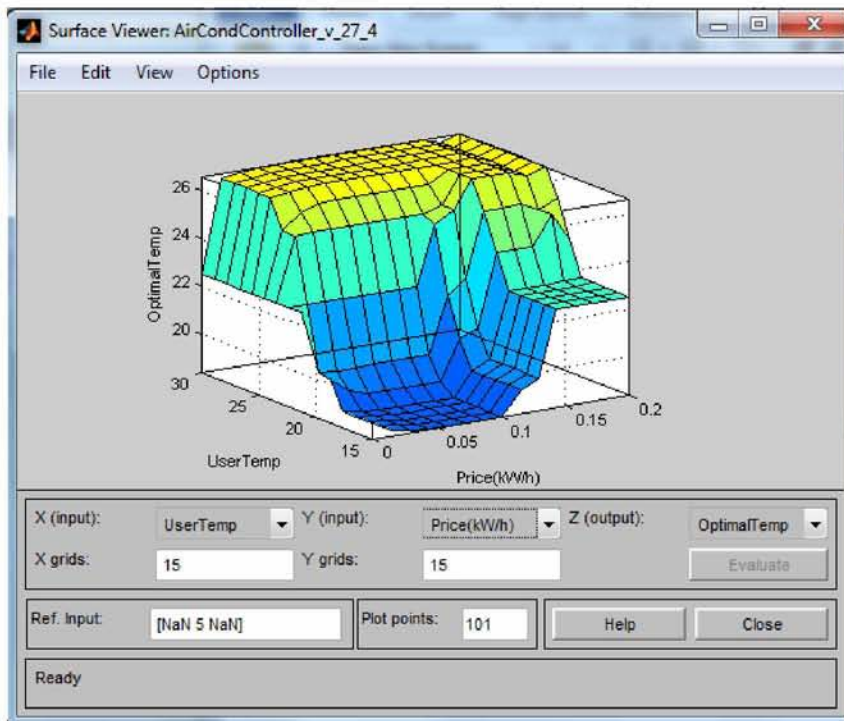 Surface Viewer: AirCondController_v_27_4
File Edit View Options
26
24
22
20
OptimalTemp
30
25
20
15
UserTemp
0
0.05
0.1
0.15
0.2
Price(kW/h)
X (input): UserTemp Y (input): Price(kW/h) Z (output): OptimalTemp
X grids: 15 Y grids: 15 Evaluate
Ref. Input: [NaN 5 NaN] Plot points: 101 Help Close
Ready